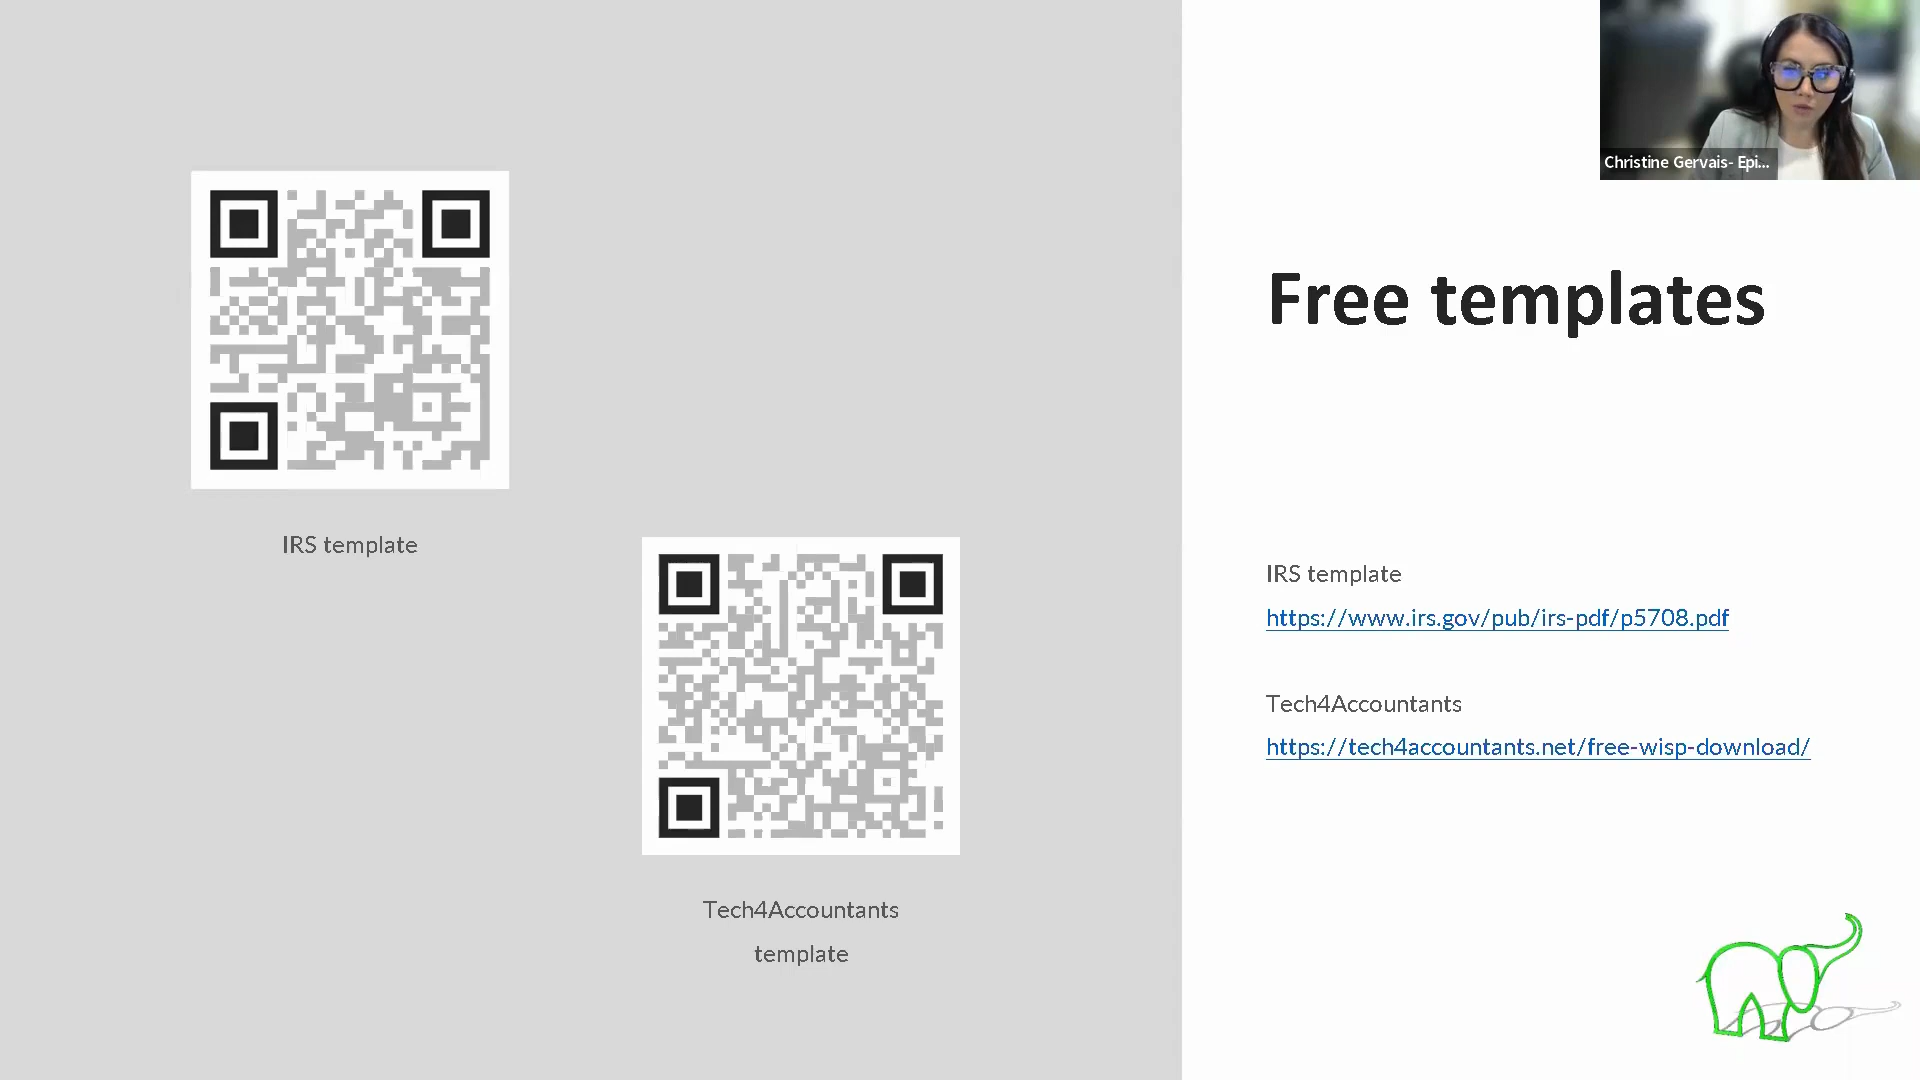 Christine Gervais- Epi...
Free templates
IRS template
Tech4Accountants
template
IRS template
https://www.irs.gov/pub/irs-pdf/p5708.pdf
Tech4Accountants
https://tech4accountants.net/free-wisp-download/